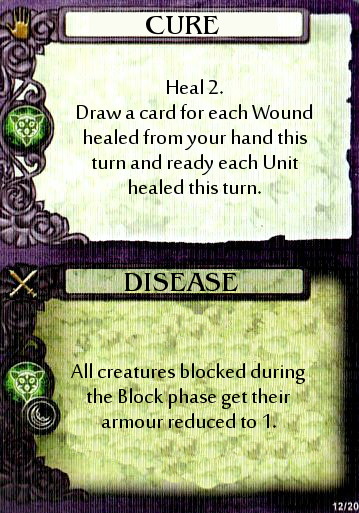 CURE
Heal 2.
Draw a card for each Wound
healed from your hand this
turn and ready each Unit
healed this turn.
DISEASE
All creatures blocked during
the Block phase get their
armour reduced to 1.
12/20